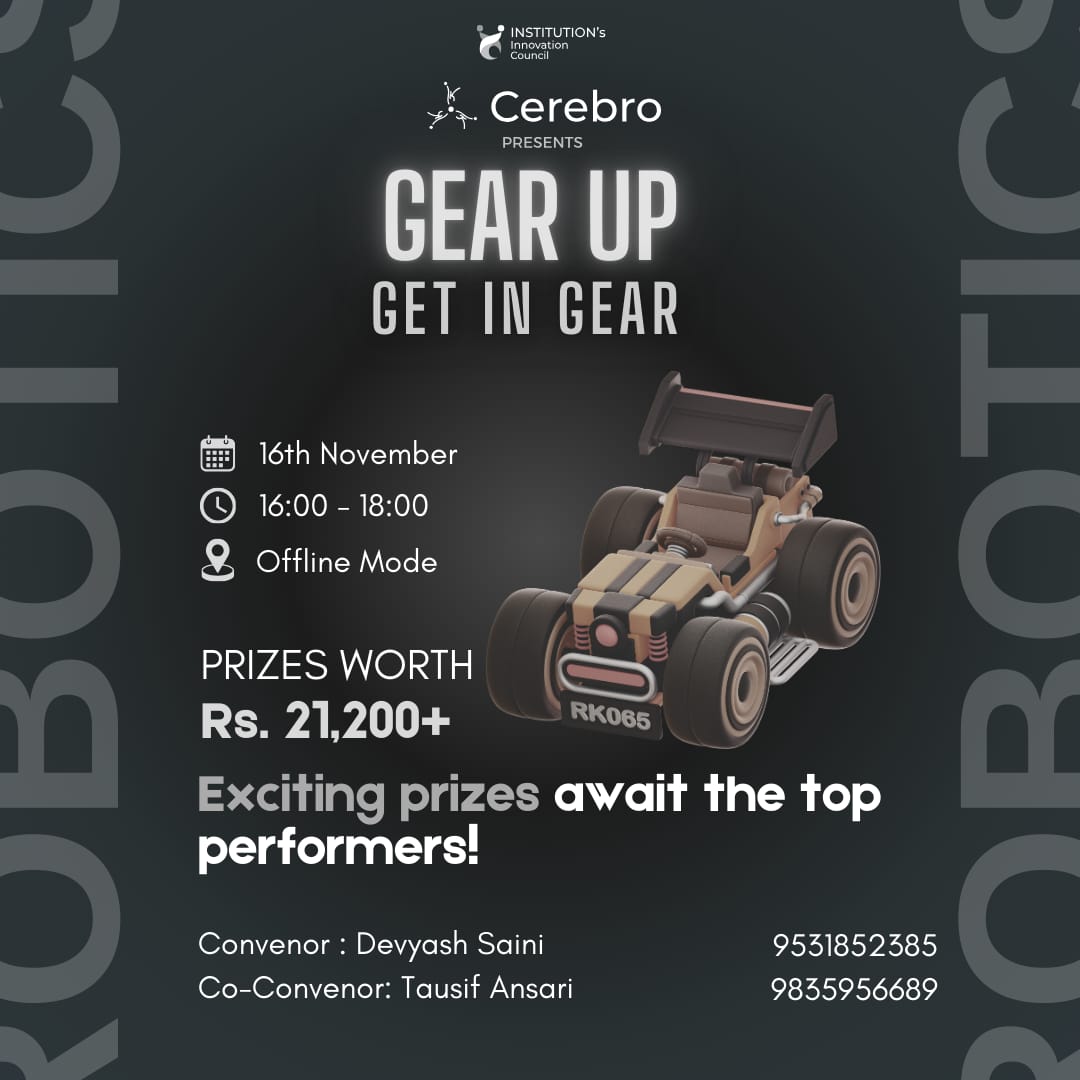 INSTITUTION's
Innovation
Council
Cerebro
PRESENTS
GEAR UP
GET IN GEAR
16th November
16:00 - 18:00
Offline Mode
PRIZES WORTH
Rs. 21,200+
RK065
Exciting prizes await the top
performers!
Convenor : Devyash Saini 9531852385
Co-Convenor: Tausif Ansari 9835956689
ROBOTICS
ROBOTICS